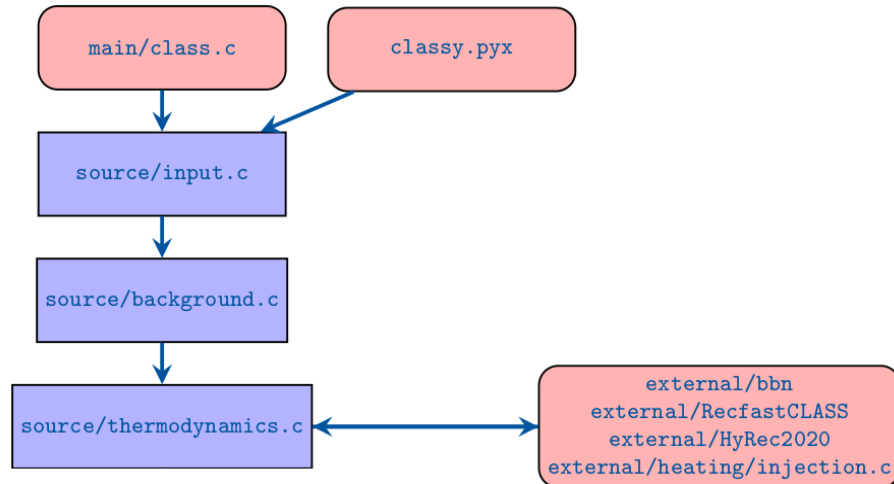 main/class.c
classy.pyx
source/input.c
source/background.c
source/thermodynamics.c
external/bbn
external/RecfastCLASS
external/HyRec2020
external/heating/injection.c